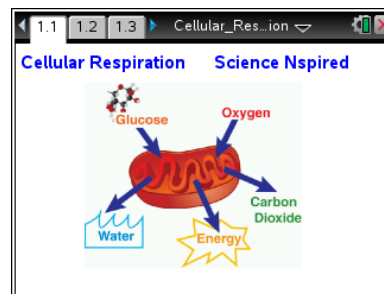 1.1 1.2 1.3 Cellular_Res...ion
Cellular Respiration Science Nspired
Glucose
Oxygen
Carbon
Dioxide
Water
Energy